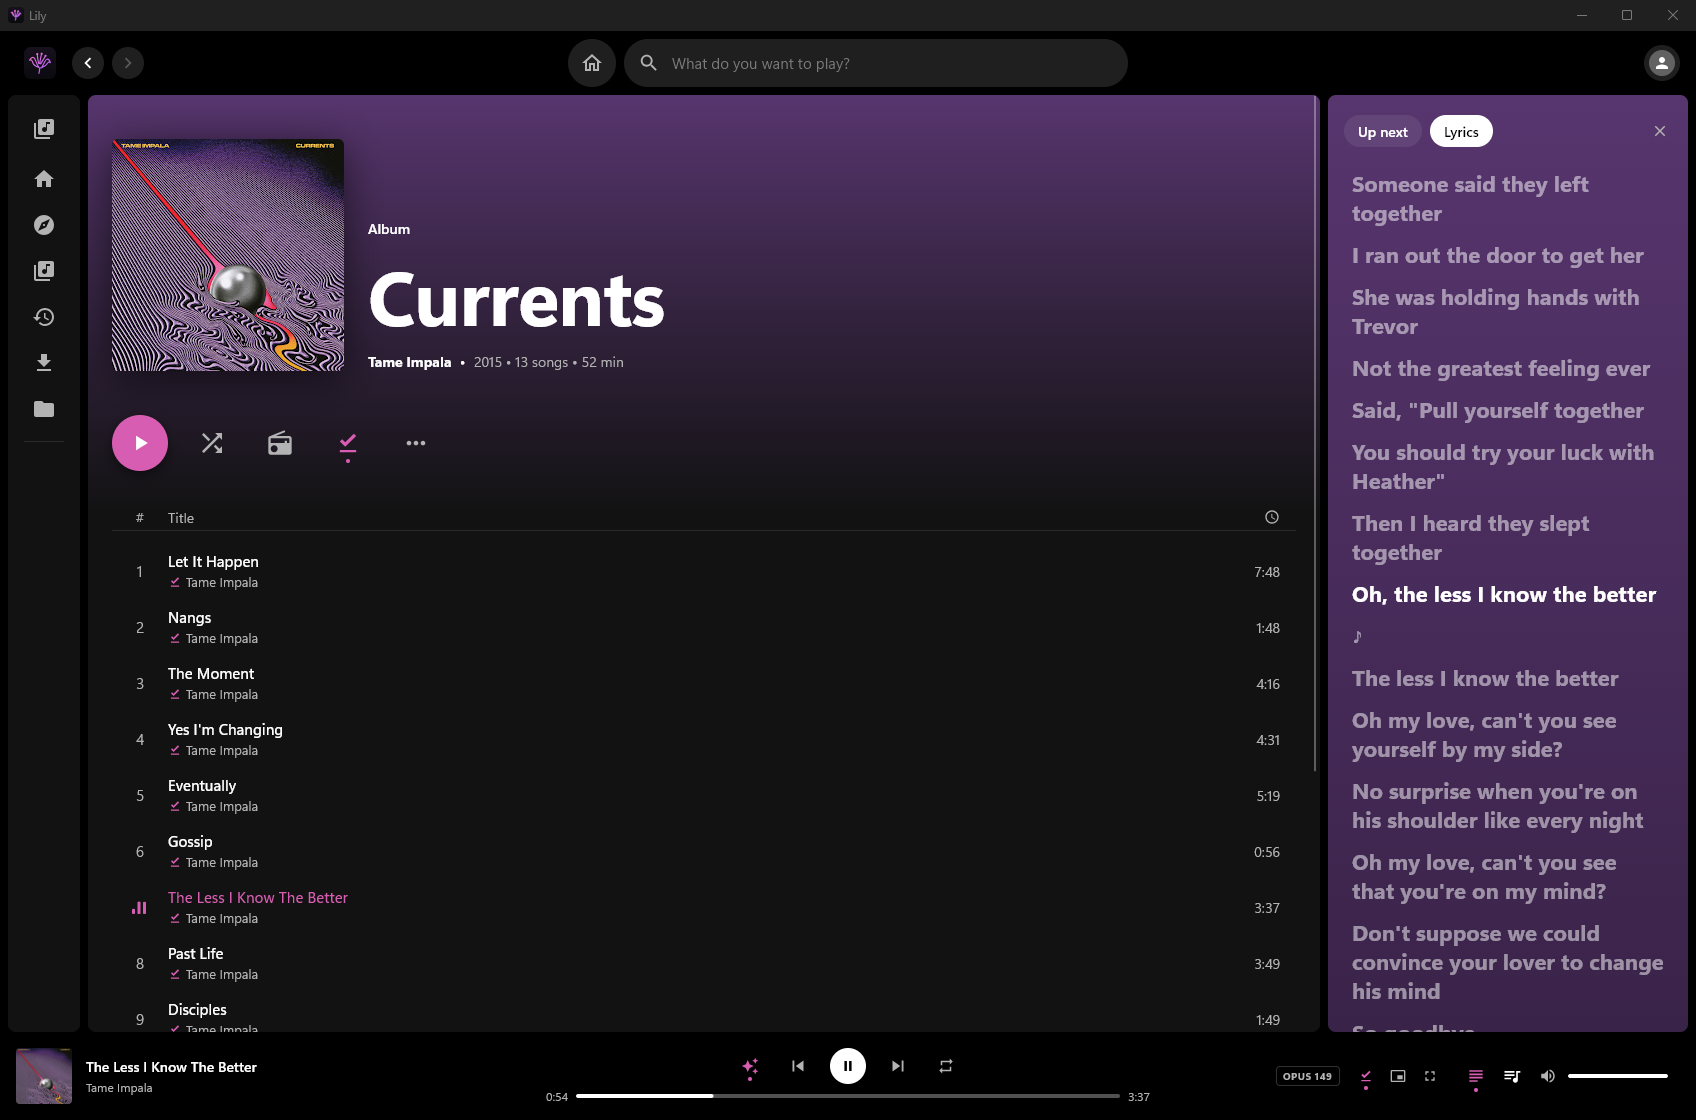 Lily
What do you want to play?
TAME IMPALA
CURRENTS
Album
Currents
Tame Impala • 2015 • 13 songs • 52 min
# Title
1 Let It Happen 7:48
Tame Impala
2 Nangs 1:48
Tame Impala
3 The Moment 4:16
Tame Impala
4 Yes I'm Changing 4:31
Tame Impala
5 Eventually 5:19
Tame Impala
6 Gossip 0:56
Tame Impala
The Less I Know The Better 3:37
Tame Impala
8 Past Life 3:49
Tame Impala
9 Disciples 1:49
Tame Impala
Up next
Lyrics
Someone said they left
together
I ran out the door to get her
She was holding hands with
Trevor
Not the greatest feeling ever
Said, "Pull yourself together
You should try your luck with
Heather"
Then I heard they slept
together
Oh, the less I know the better
♪
The less I know the better
Oh my love, can't you see
yourself by my side?
No surprise when you're on
his shoulder like every night
Oh my love, can't you see
that you're on my mind?
Don't suppose we could
convince your lover to change
his mind
So goodbye
The Less I Know The Better
Tame Impala
0:54
3:37
OPUS 149